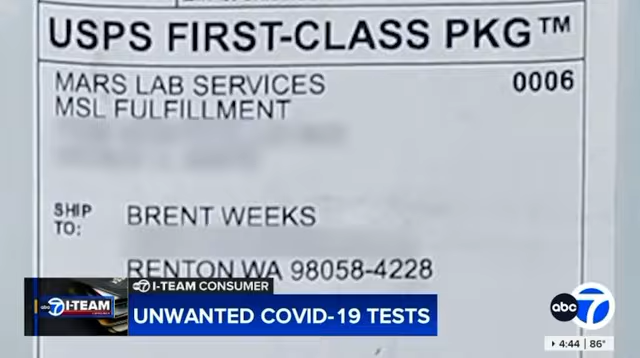 USPS FIRST-CLASS PKG™
MARS LAB SERVICES 0006
MSL FULFILLMENT
SHIP TO: BRENT WEEKS
RENTON WA 98058-4228
7 I-TEAM CONSUMER
7 I-TEAM
UNWANTED COVID-19 TESTS
abc 7
4:44 86°